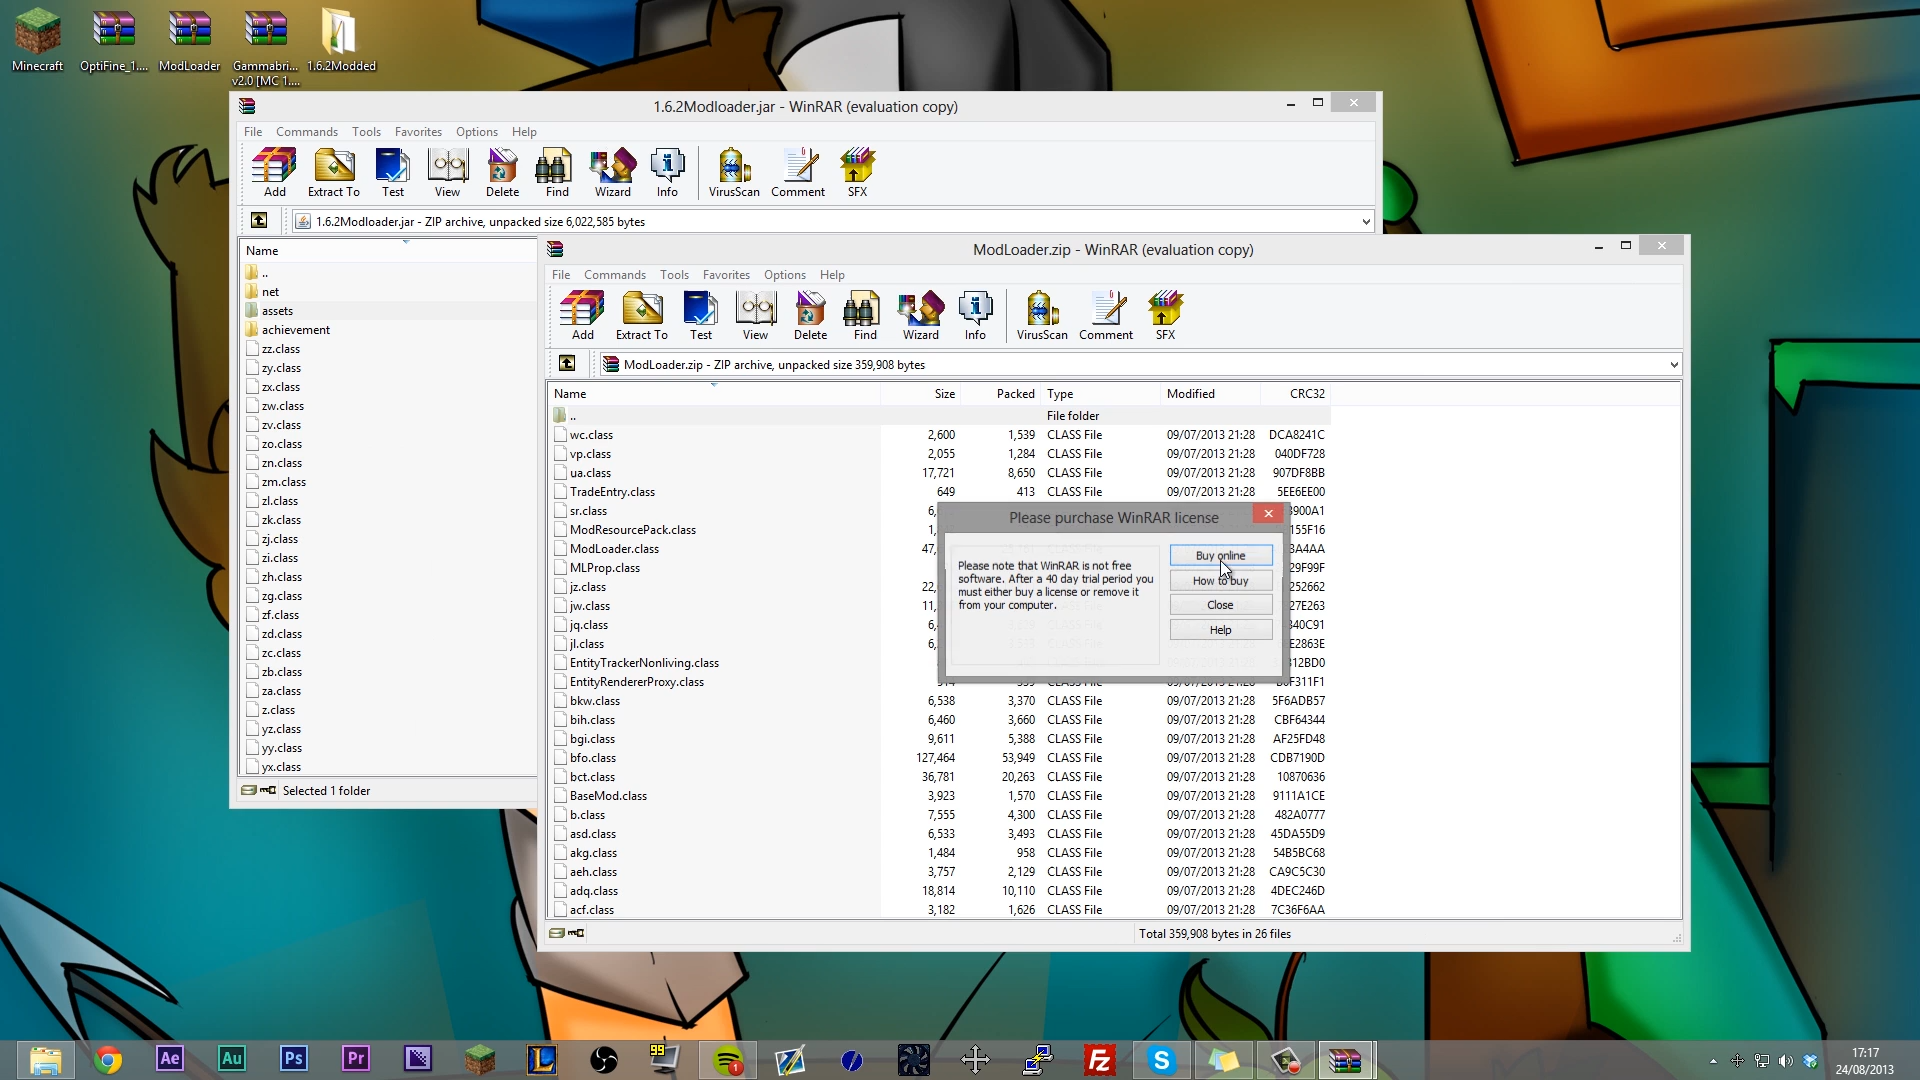 Minecraft
OptiFine_1....
ModLoader
Gammabri...
v2.0 [MC 1....
1.6.2Modded
1.6.2Modloader.jar - WinRAR (evaluation copy)
File Commands Tools Favorites Options Help
Add Extract To Test View Delete Find Wizard Info VirusScan Comment SFX
1.6.2Modloader.jar - ZIP archive, unpacked size 6,022,585 bytes
Name
..
net
assets
achievement
zz.class
zy.class
zx.class
zw.class
zv.class
zo.class
zn.class
zm.class
zl.class
zk.class
zj.class
zi.class
zh.class
zg.class
zf.class
zd.class
zc.class
zb.class
za.class
z.class
yz.class
yy.class
yx.class
Selected 1 folder
ModLoader.zip - WinRAR (evaluation copy)
File Commands Tools Favorites Options Help
Add Extract To Test View Delete Find Wizard Info VirusScan Comment SFX
ModLoader.zip - ZIP archive, unpacked size 359,908 bytes
Name Size Packed Type Modified CRC32
.. File folder
wc.class 2,600 1,539 CLASS File 09/07/2013 21:28 DCA8241C
vp.class 2,055 1,284 CLASS File 09/07/2013 21:28 040DF728
ua.class 17,721 8,650 CLASS File 09/07/2013 21:28 907DF8BB
TradeEntry.class 649 413 CLASS File 09/07/2013 21:28 5EE6EE00
sr.class
ModResourcePack.class
ModLoader.class
MLProp.class
jz.class
jw.class
jq.class
jl.class
EntityTrackerNonliving.class
EntityRendererProxy.class
bkw.class 6,538 3,370 CLASS File 09/07/2013 21:28 5F6ADB57
bih.class 6,460 3,660 CLASS File 09/07/2013 21:28 CBF64344
bgi.class 9,611 5,388 CLASS File 09/07/2013 21:28 AF25FD48
bfo.class 127,464 53,949 CLASS File 09/07/2013 21:28 CDB7190D
bct.class 36,781 20,263 CLASS File 09/07/2013 21:28 10870636
BaseMod.class 3,923 1,570 CLASS File 09/07/2013 21:28 9111A1CE
b.class 7,555 4,300 CLASS File 09/07/2013 21:28 482A0777
asd.class 6,533 3,493 CLASS File 09/07/2013 21:28 45DA55D9
akg.class 1,484 958 CLASS File 09/07/2013 21:28 54B5BC68
aeh.class 3,757 2,129 CLASS File 09/07/2013 21:28 CA9C5C30
adq.class 18,814 10,110 CLASS File 09/07/2013 21:28 4DEC246D
acf.class 3,182 1,626 CLASS File 09/07/2013 21:28 7C36F6AA
Total 359,908 bytes in 26 files
Please purchase WinRAR license
Please note that WinRAR is not free
software. After a 40 day trial period you
must either buy a license or remove it
from your computer.
Buy online
How to buy
Close
Help
Ae
Au
Ps
Pr
L
99
1
Fz
S
17:17
24/08/2013